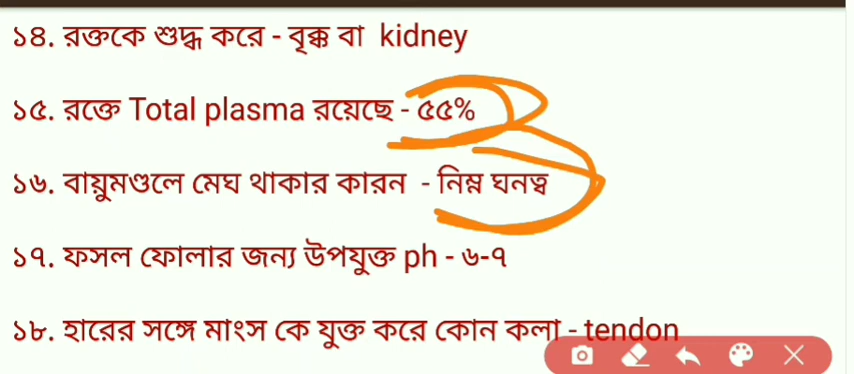 ১৪. রক্তকে শুদ্ধ করে - বৃক্ক বা kidney
১৫. রক্তে Total plasma রয়েছে - ৫৫%
১৬. বায়ুমণ্ডলে মেঘ থাকার কারন - নিম্ন ঘনত্ব
১৭. ফসল ফোলার জন্য উপযুক্ত ph - ৬-৭
১৮. হারের সঙ্গে মাংস কে যুক্ত করে কোন কলা - tendon